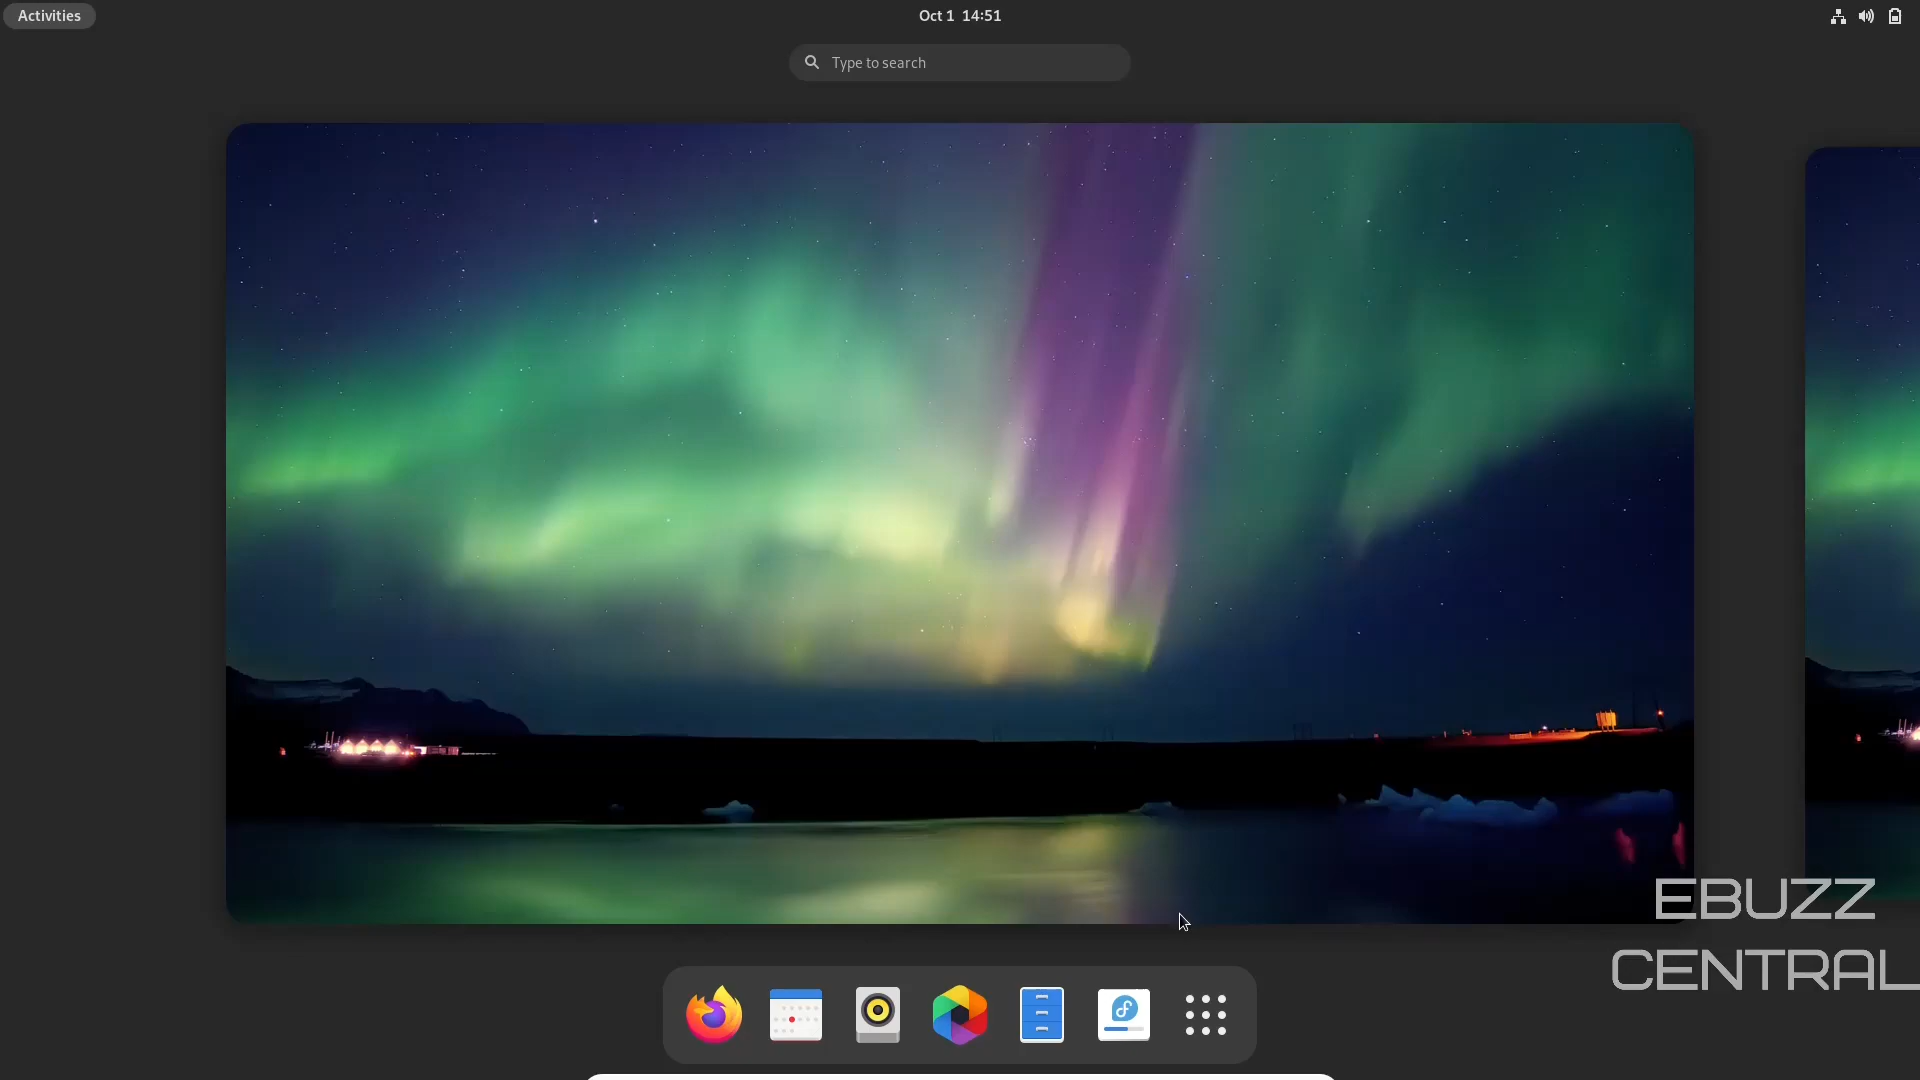 Activities
Oct 1 14:51
Type to search
EBUZZ
CENTRAL